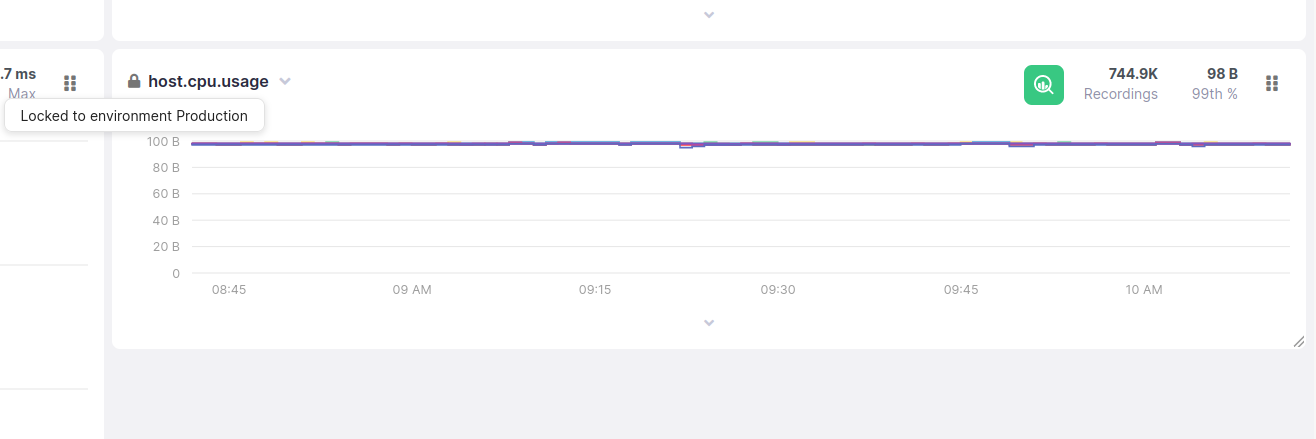 .7 ms
Max
Locked to environment Production
host.cpu.usage
744.9K
Recordings
98 B
99th %
100 B
80 B
60 B
40 B
20 B
0
08:45
09 AM
09:15
09:30
09:45
10 AM